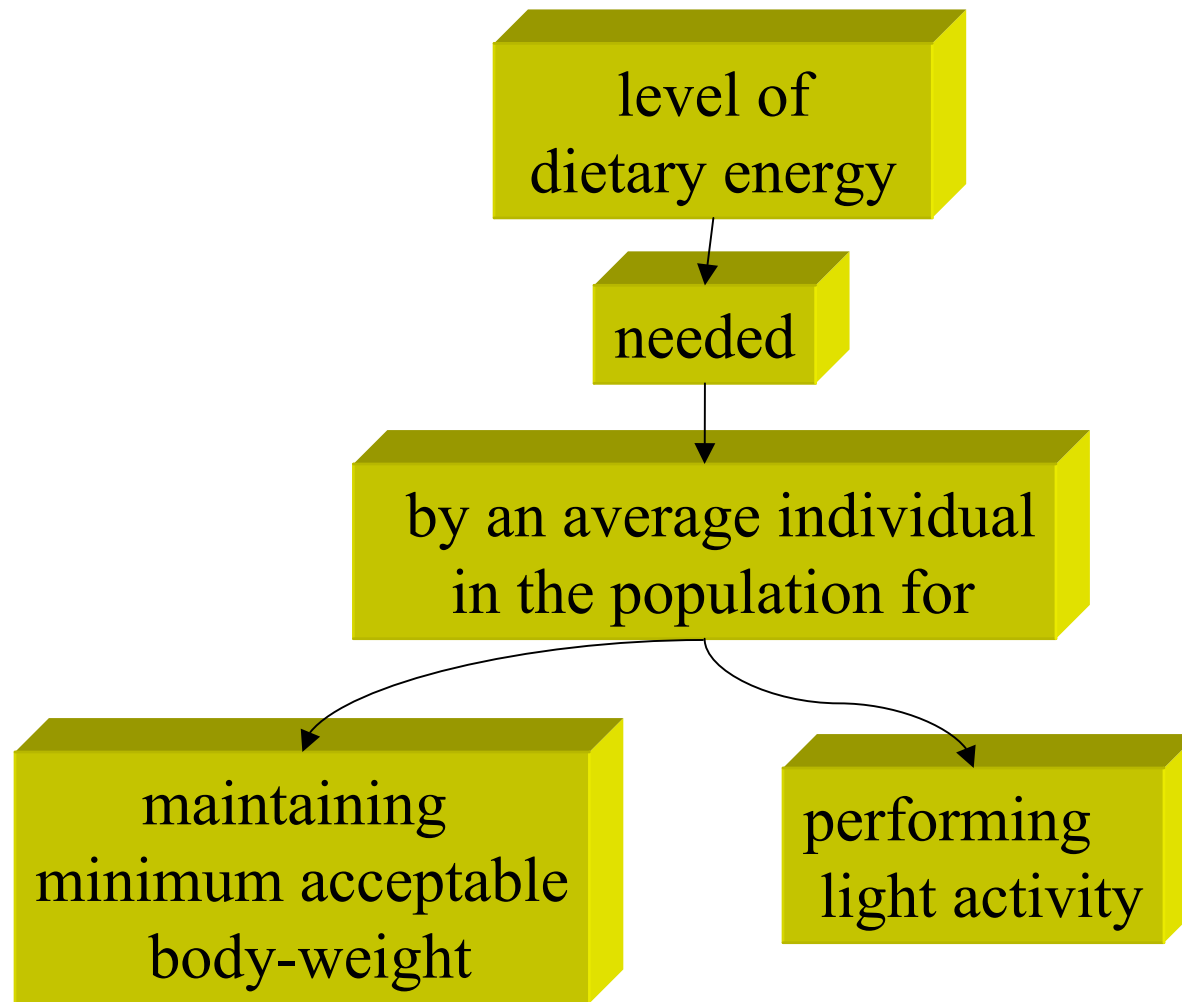 level of
dietary energy
needed
by an average individual
in the population for
maintaining
minimum acceptable
body-weight
performing
light activity